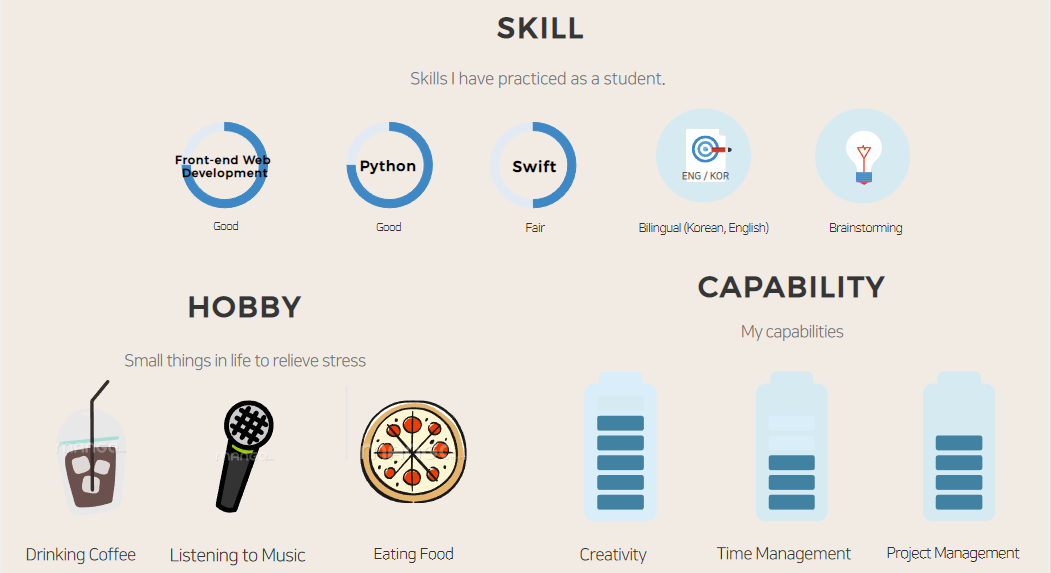 SKILL
Skills I have practiced as a student.
Front-end Web
Development
Python
Swift
ENG / KOR
Good
Good
Fair
Bilingual (Korean, English)
Brainstorming
HOBBY
Small things in life to relieve stress
Drinking Coffee
Listening to Music
Eating Food
CAPABILITY
My capabilities
Creativity
Time Management
Project Management